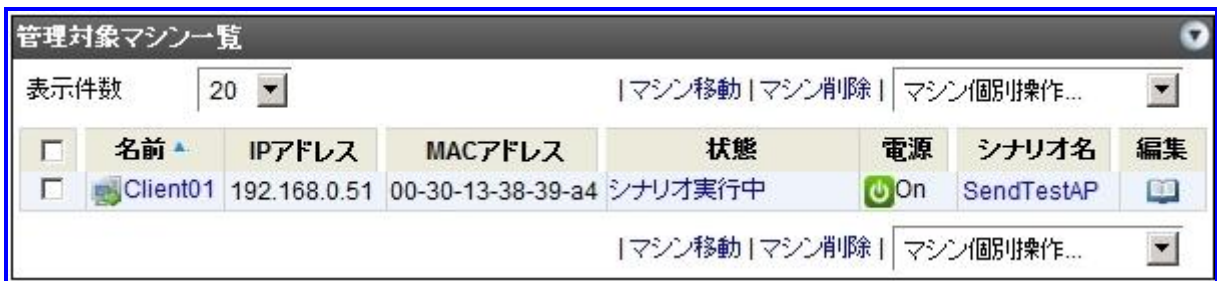 管理対象マシン一覧
表示件数 20 | マシン移動 | マシン削除 | マシン個別操作...
名前 IPアドレス MACアドレス 状態 電源 シナリオ名 編集
Client01 192.168.0.51 00-30-13-38-39-a4 シナリオ実行中 On SendTestAP
| マシン移動 | マシン削除 | マシン個別操作...